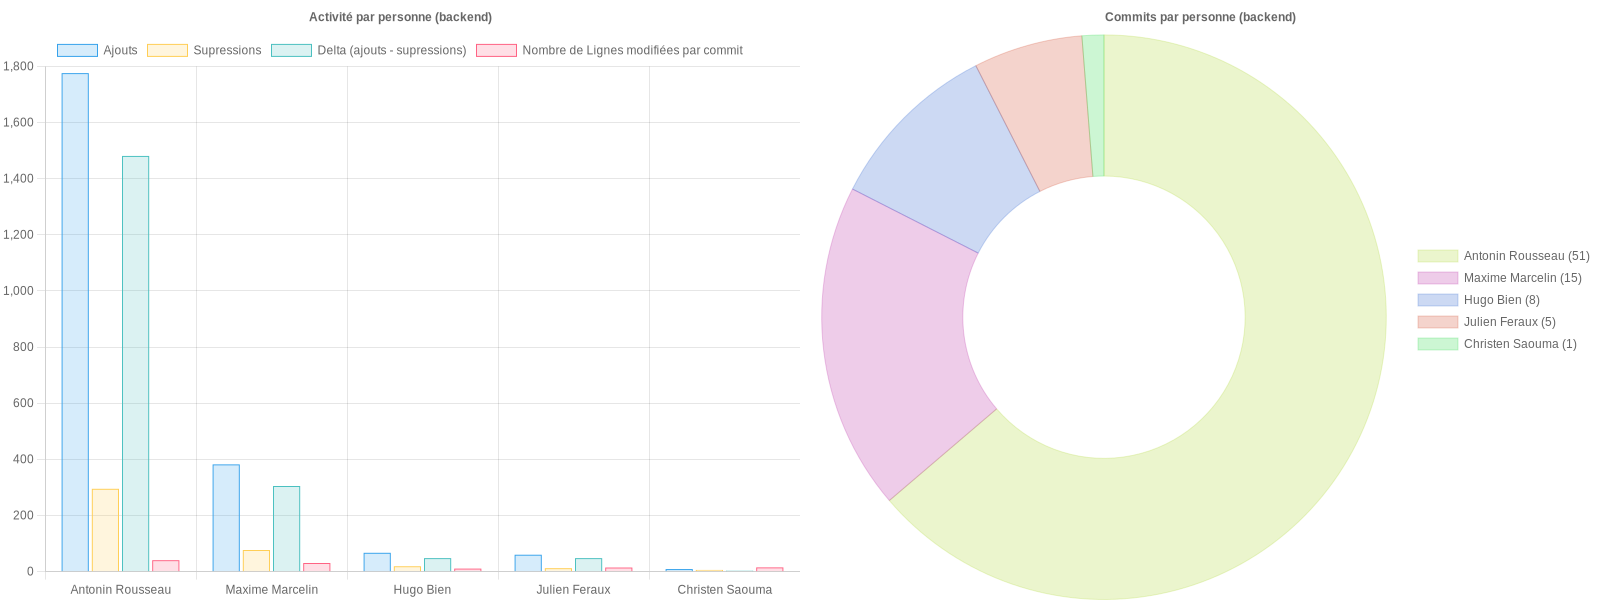 Activité par personne (backend)
Ajouts
Supressions
Delta (ajouts - supressions)
Nombre de Lignes modifiées par commit
1,800
1,600
1,400
1,200
1,000
800
600
400
200
0
Antonin Rousseau
Maxime Marcelin
Hugo Bien
Julien Feraux
Christen Saouma
Commits par personne (backend)
Antonin Rousseau (51)
Maxime Marcelin (15)
Hugo Bien (8)
Julien Feraux (5)
Christen Saouma (1)